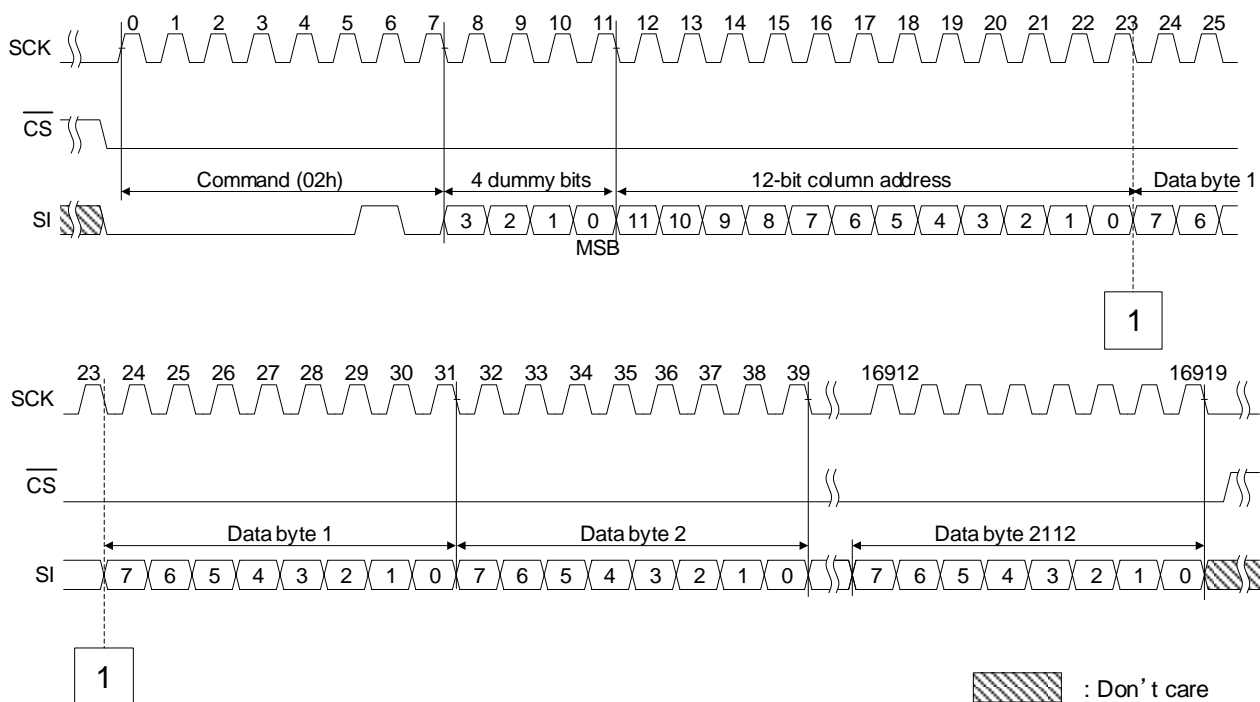 0 1 2 3 4 5 6 7 8 9 10 11 12 13 14 15 16 17 18 19 20 21 22 23 24 25
SCK
CS
Command (02h) 4 dummy bits 12-bit column address Data byte 1
SI 3 2 1 0 11 10 9 8 7 6 5 4 3 2 1 0 7 6
MSB
1
23 24 25 26 27 28 29 30 31 32 33 34 35 36 37 38 39 16912 16919
SCK
CS
Data byte 1 Data byte 2 Data byte 2112
SI 7 6 5 4 3 2 1 0 7 6 5 4 3 2 1 0 7 6 5 4 3 2 1 0
1
: Don't care